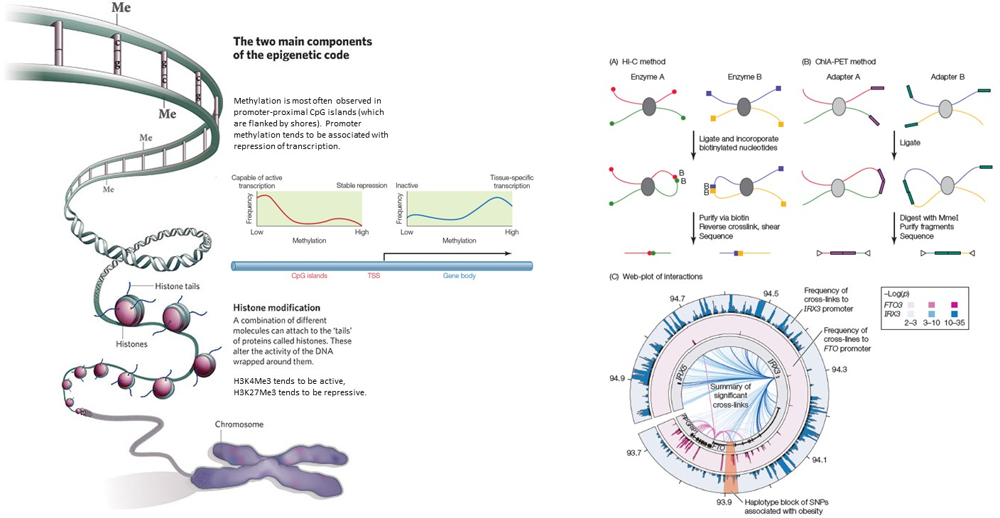 Me
c
g
g
c
c
g
Me
Me
Me
The two main components
of the epigenetic code
Methylation is most often observed in
promoter-proximal CpG islands (which
are flanked by shores). Promoter
methylation tends to be associated with
repression of transcription.
Capable of active
transcription
Stable repression
Frequency
Low
High
Methylation
Inactive
Tissue-specific
transcription
Frequency
Low
High
Methylation
CpG islands
TSS
Gene body
Histone tails
Histones
Histone modification
A combination of different
molecules can attach to the ‘tails’
of proteins called histones. These
alter the activity of the DNA
wrapped around them.
H3K4Me3 tends to be active,
H3K27Me3 tends to be repressive.
Chromosome
(A) Hi-C method
Enzyme A
Enzyme B
Ligate and incoroporate
biotinylated nucleotides
B
B
B
B
Purify via biotin
Reverse crosslink, shear
Sequence
(B) ChIA-PET method
Adapter A
Adapter B
Ligate
Digest with MmeI
Purify fragments
Sequence
(C) Web-plot of interactions
94.7
94.5
94.9
94.3
93.7
94.1
93.9
IRX5
IRX3
Summary of
significant
cross-links
RPGRIP1
FTO
Frequency of
cross-links to
IRX3 promoter
Frequency of
cross-lines to
FTO promoter
Haplotype block of SNPs
associated with obesity
–Log(p)
FTO3
IRX3
2–3 3–10 10–35